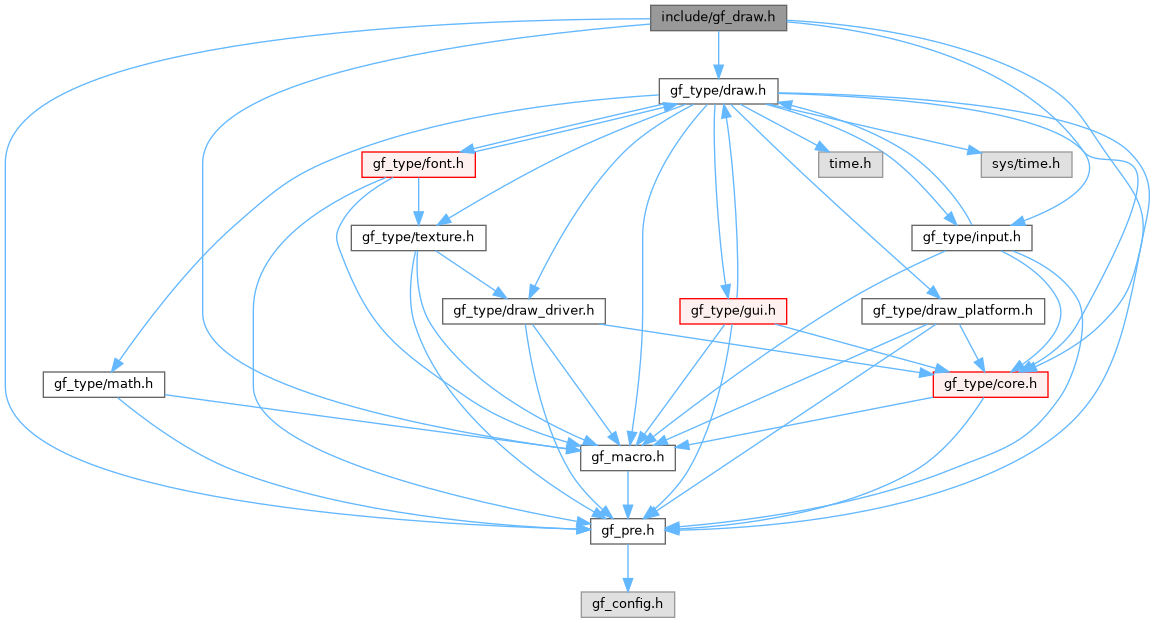 include/gf_draw.h
gf_type/draw.h
gf_type/font.h
time.h
sys/time.h
gf_type/texture.h
gf_type/input.h
gf_type/draw_driver.h
gf_type/gui.h
gf_type/draw_platform.h
gf_type/math.h
gf_type/core.h
gf_macro.h
gf_pre.h
gf_config.h